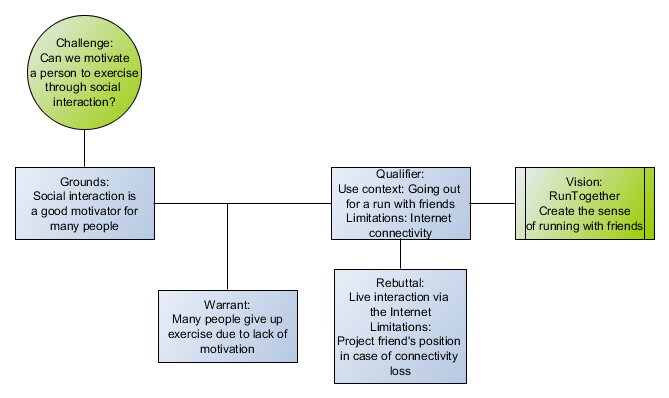 Challenge:
Can we motivate
a person to exercise
through social
interaction?
Grounds:
Social interaction is
a good motivator for
many people
Qualifier:
Use context: Going out
for a run with friends
Limitations: Internet
connectivity
Vision:
RunTogether
Create the sense
of running with friends
Warrant:
Many people give up
exercise due to lack of
motivation
Rebuttal:
Live interaction via
the Internet
Limitations:
Project friend's position
in case of connectivity
loss